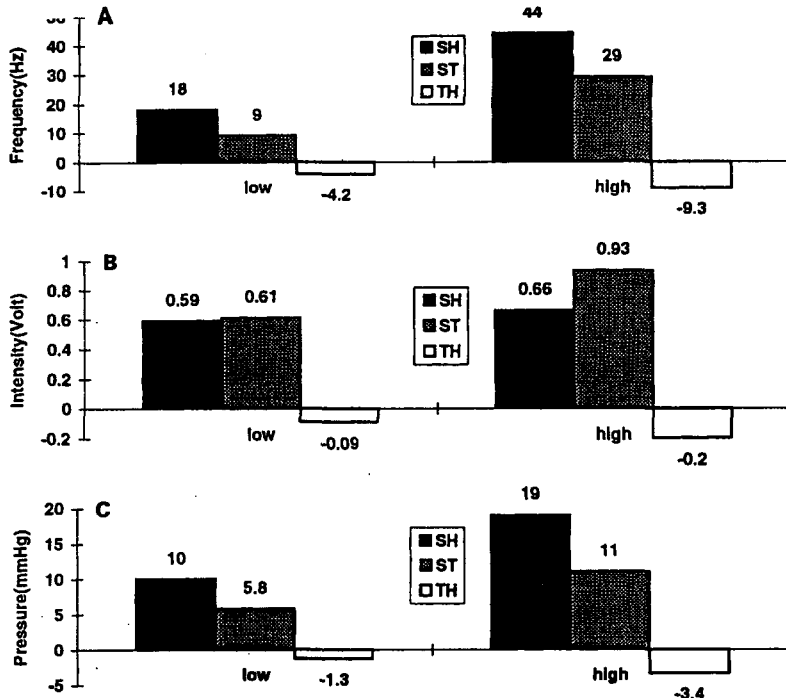 A
50
40
30
20
10
0
-10
Frequency(Hz)
18
9
-4.2
low
SH
ST
TH
44
29
-9.3
high
B
1
0.8
0.6
0.4
0.2
0
-0.2
Intensity(Volt)
0.59
0.61
-0.09
low
SH
ST
TH
0.66
0.93
-0.2
high
C
20
15
10
5
0
-5
Pressure(mmHg)
10
5.8
-1.3
low
SH
ST
TH
19
11
-3.4
high